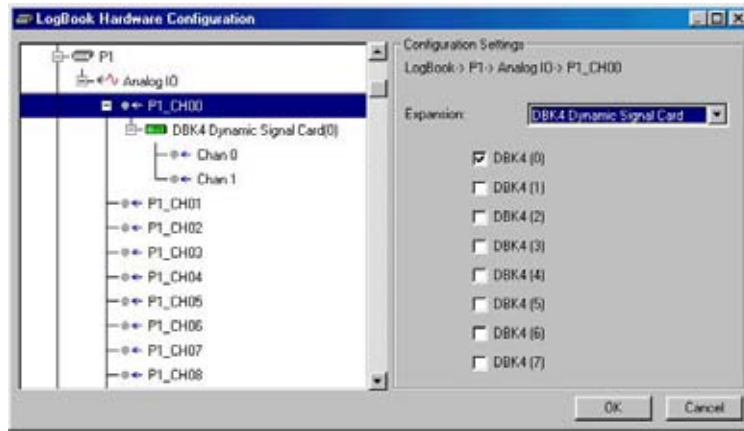 LogBook Hardware Configuration
P1
Analog IO
P1_CH00
DBK4 Dynamic Signal Card(0)
Chan 0
Chan 1
P1_CH01
P1_CH02
P1_CH03
P1_CH04
P1_CH05
P1_CH06
P1_CH07
P1_CH08
Configuration Settings
LogBook-> P1-> Analog IO-> P1_CH00
Expansion:
DBK4 Dynamic Signal Card
DBK4 (0)
DBK4 (1)
DBK4 (2)
DBK4 (3)
DBK4 (4)
DBK4 (5)
DBK4 (6)
DBK4 (7)
OK
Cancel